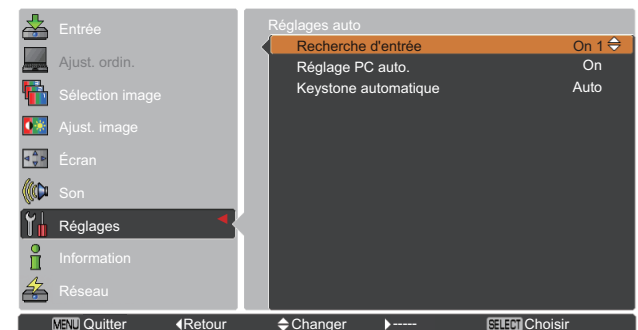 Entrée
Ajust. ordin.
Sélection image
Ajust. image
Écran
Son
Réglages
Information
Réseau
Réglages auto
Recherche d'entrée On 1
Réglage PC auto. On
Keystone automatique Auto
MENU Quitter Retour Changer ----- SELECT Choisir